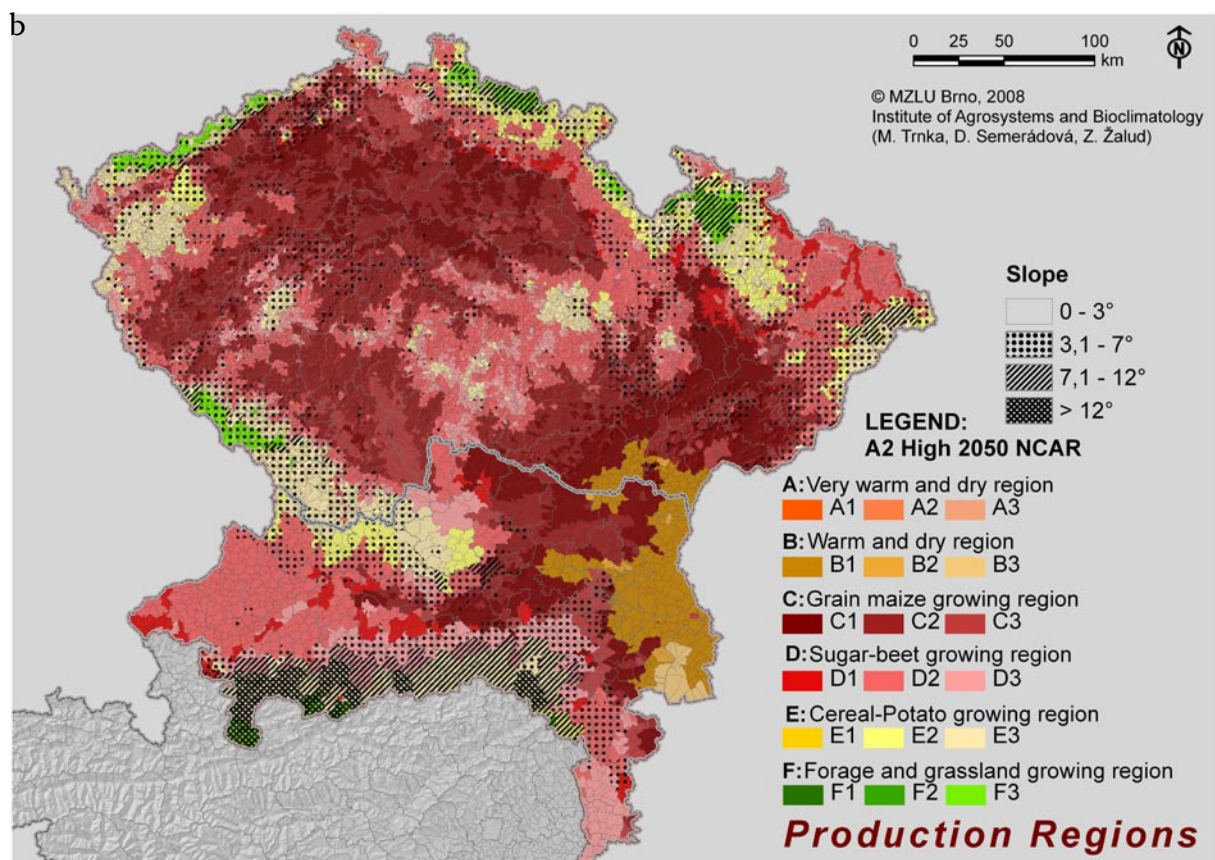 b
0 25 50 100
km
N
© MZLU Brno, 2008
Institute of Agrosystems and Bioclimatology
(M. Trnka, D. Semerádová, Z. Žalud)
Slope
0 - 3°
3,1 - 7°
7,1 - 12°
> 12°
LEGEND:
A2 High 2050 NCAR
A: Very warm and dry region
A1 A2 A3
B: Warm and dry region
B1 B2 B3
C: Grain maize growing region
C1 C2 C3
D: Sugar-beet growing region
D1 D2 D3
E: Cereal-Potato growing region
E1 E2 E3
F: Forage and grassland growing region
F1 F2 F3
Production Regions